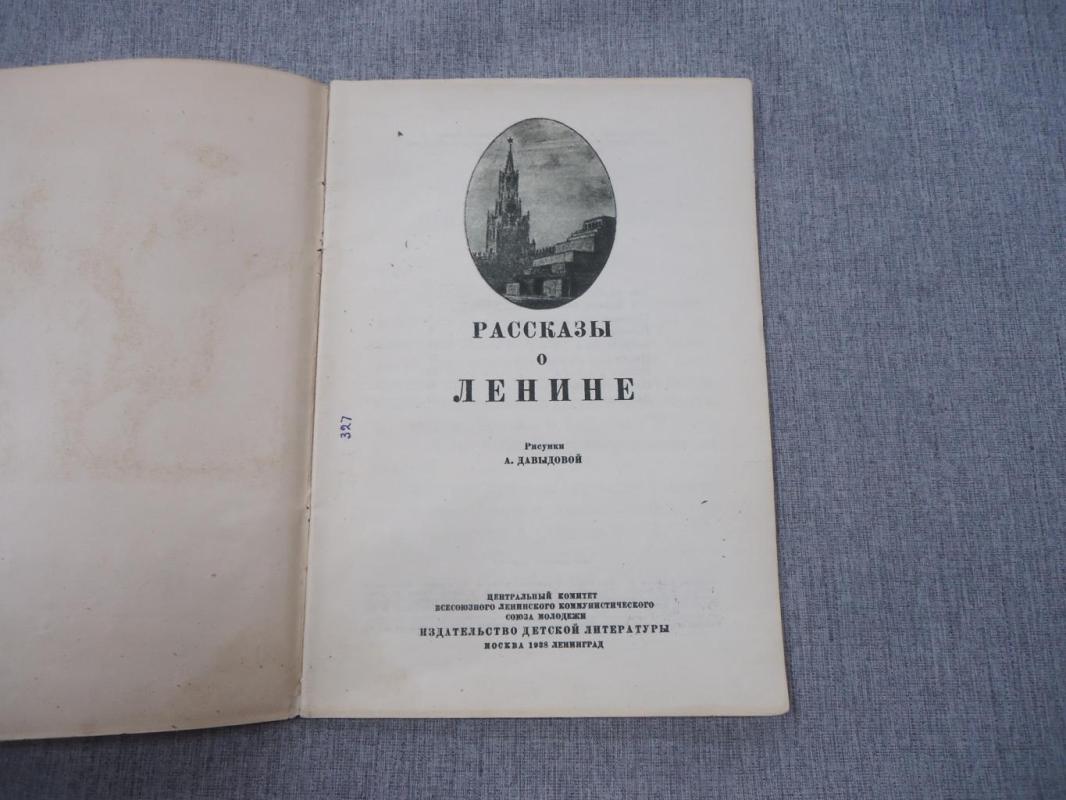 РАССКАЗЫ
О
ЛЕНИНЕ
327
Рисунки
А. ДАВЫДОВОЙ
ЦЕНТРАЛЬНЫЙ КОМИТЕТ
ВСЕСОЮЗНОГО ЛЕНИНСКОГО КОММУНИСТИЧЕСКОГО
СОЮЗА МОЛОДЕЖИ
ИЗДАТЕЛЬСТВО ДЕТСКОЙ ЛИТЕРАТУРЫ
МОСКВА 1938 ЛЕНИНГРАД